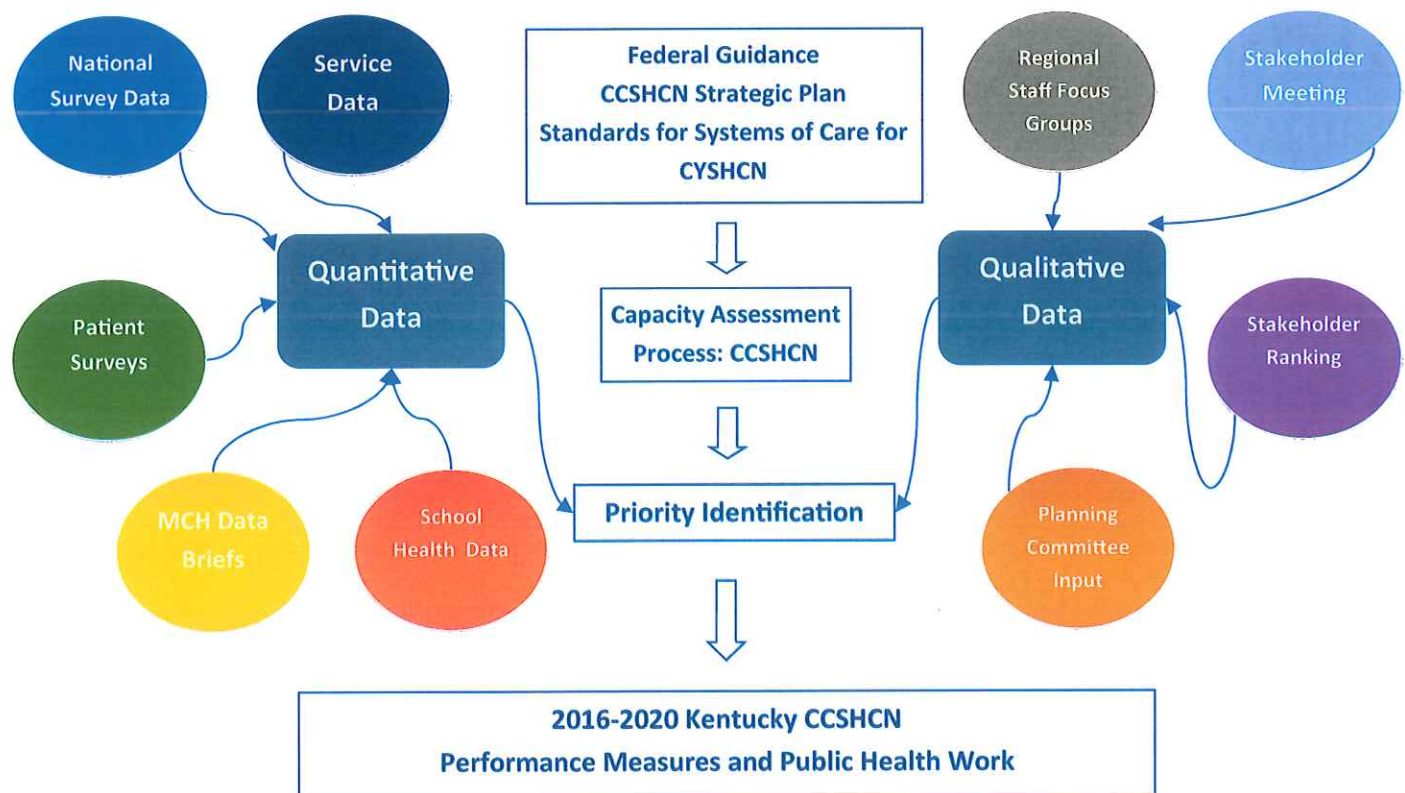 National
Survey Data
Service
Data
Federal Guidance
CCSHCN Strategic Plan
Standards for Systems of Care for
CYSHCN
Regional
Staff Focus
Groups
Stakeholder
Meeting
Quantitative
Data
Qualitative
Data
Patient
Surveys
Capacity Assessment
Process: CCSHCN
Stakeholder
Ranking
MCH Data
Briefs
School
Health Data
Priority Identification
Planning
Committee
Input
2016-2020 Kentucky CCSHCN
Performance Measures and Public Health Work